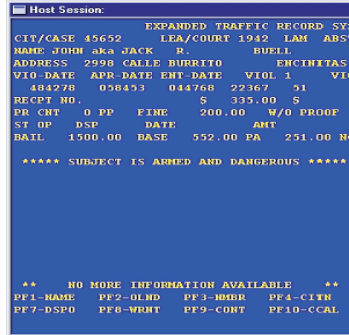 Host Session:
EXPANDED TRAFFIC RECORD SYS
CIT/CASE 45652 LEA/COURT 1942 LAM ABS
NAME JOHN aka JACK R. BUELL
ADDRESS 2998 CALLE BURRITO ENCINITAS
VIO-DATE APR-DATE ENT-DATE VIOL 1 VIO
484278 058453 044768 22367 51
RECPT NO. $ 335.00 $
PR CNT 0 PP FINE 200.00 W/O PROOF
ST OP DSP DATE AMT
BAIL 1500.00 BASE 552.00 PA 251.00 NO
***** SUBJECT IS ARMED AND DANGEROUS *****
** NO MORE INFORMATION AVAILABLE **
PF1-NAME PF2-OLND PF3-NMBR PF4-CITN
PF7-DSPO PF8-WRNT PF9-CONT PF10-CCAL